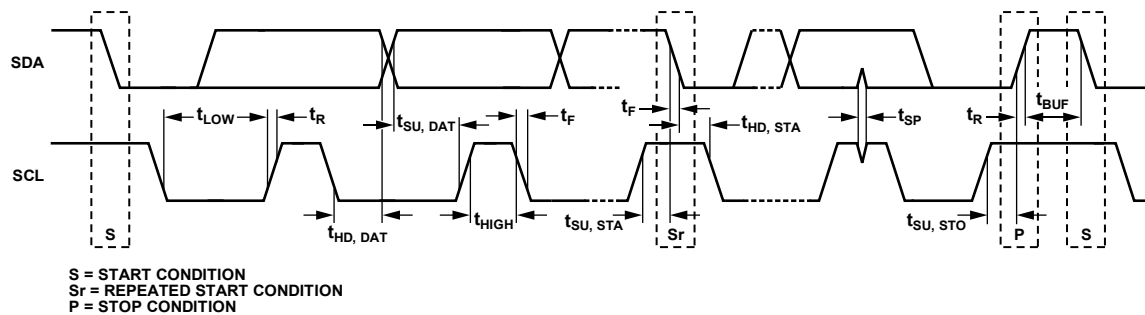 SDA
tLOW
tR
tSU, DAT
tF
tF
tHD, STA
tSP
tR
tBUF
SCL
tHD, DAT
tHIGH
tSU, STA
tSU, STO
S
Sr
P
S
S = START CONDITION
Sr = REPEATED START CONDITION
P = STOP CONDITION